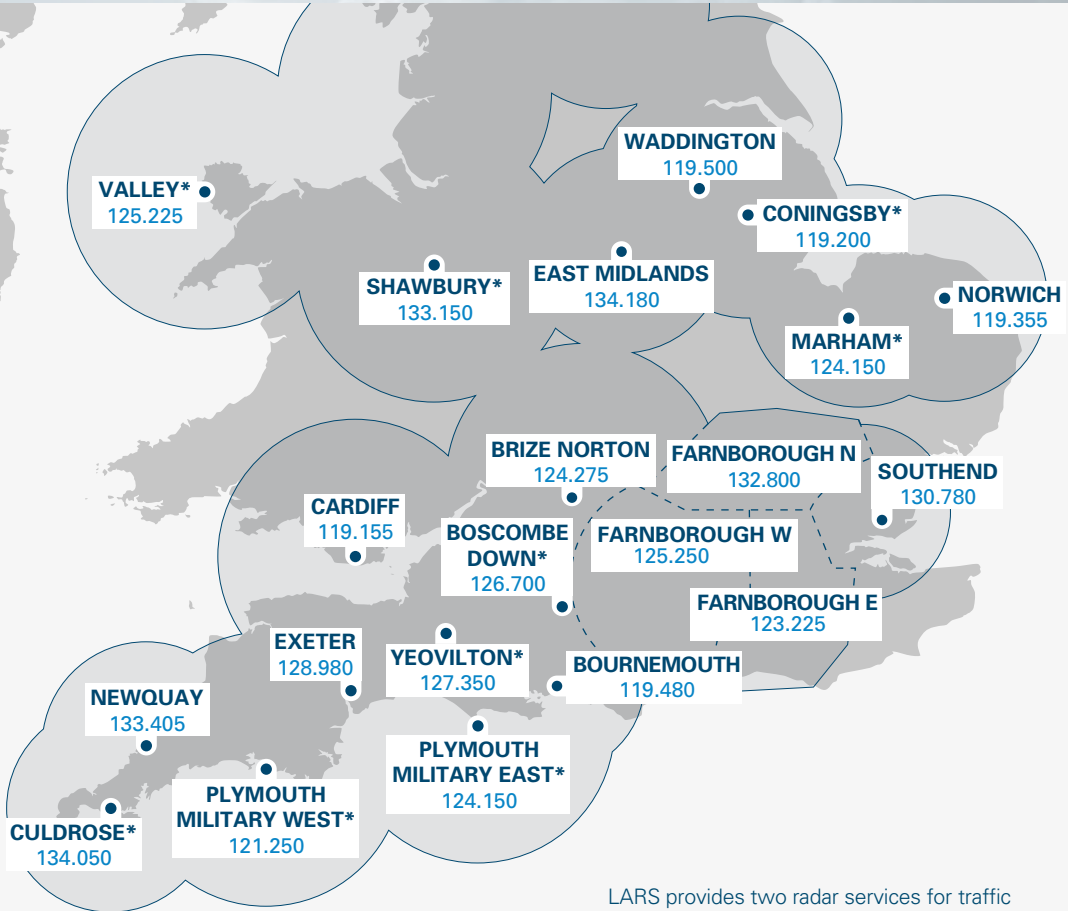 WADDINGTON
119.500
VALLEY*
125.225
CONINGSBY*
119.200
SHAWBURY*
133.150
EAST MIDLANDS
134.180
NORWICH
119.355
MARHAM*
124.150
BRIZE NORTON
124.275
FARNBOROUGH N
132.800
SOUTHEND
130.780
CARDIFF
119.155
BOSCOMBE
DOWN*
126.700
FARNBOROUGH W
125.250
FARNBOROUGH E
123.225
EXETER
128.980
YEOVILTON*
127.350
BOURNEMOUTH
119.480
NEWQUAY
133.405
PLYMOUTH
MILITARY EAST*
124.150
PLYMOUTH
MILITARY WEST*
121.250
CULDROSE*
134.050
LARS provides two radar services for traffic